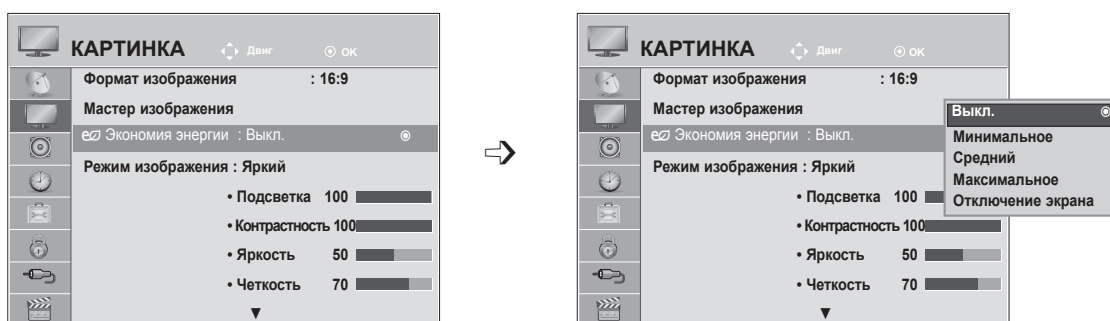 КАРТИНКА Двиг ОК
Формат изображения : 16:9
Мастер изображения
Экономия энергии : Выкл.
Режим изображения : Яркий
• Подсветка 100
• Контрастность 100
• Яркость 50
• Четкость 70
КАРТИНКА Двиг ОК
Формат изображения : 16:9
Мастер изображения
Экономия энергии : Выкл.
Режим изображения : Яркий
• Подсветка 100
• Контрастность 100
• Яркость 50
• Четкость 70
Выкл.
Минимальное
Средний
Максимальное
Отключение экрана